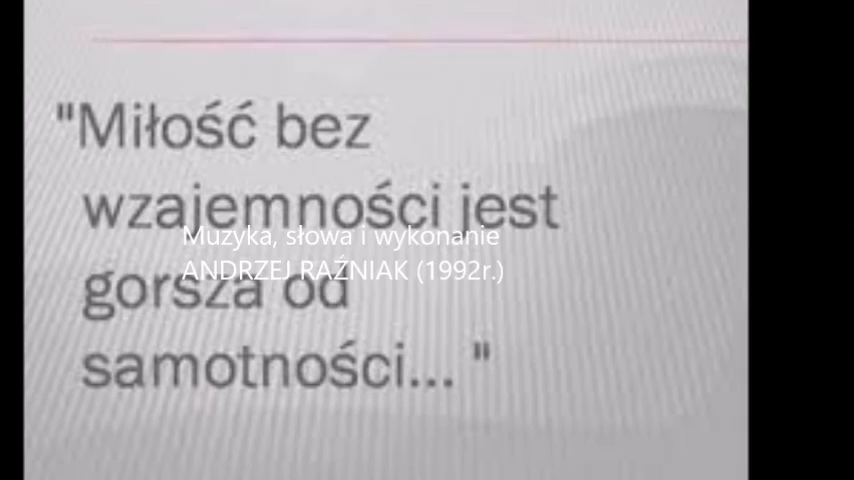 "Miłość bez
wzajemności jest
Muzyka, słowa i wykonanie
ANDRZEJ RAŹNIAK (1992r.)
gorsza od
samotności... "